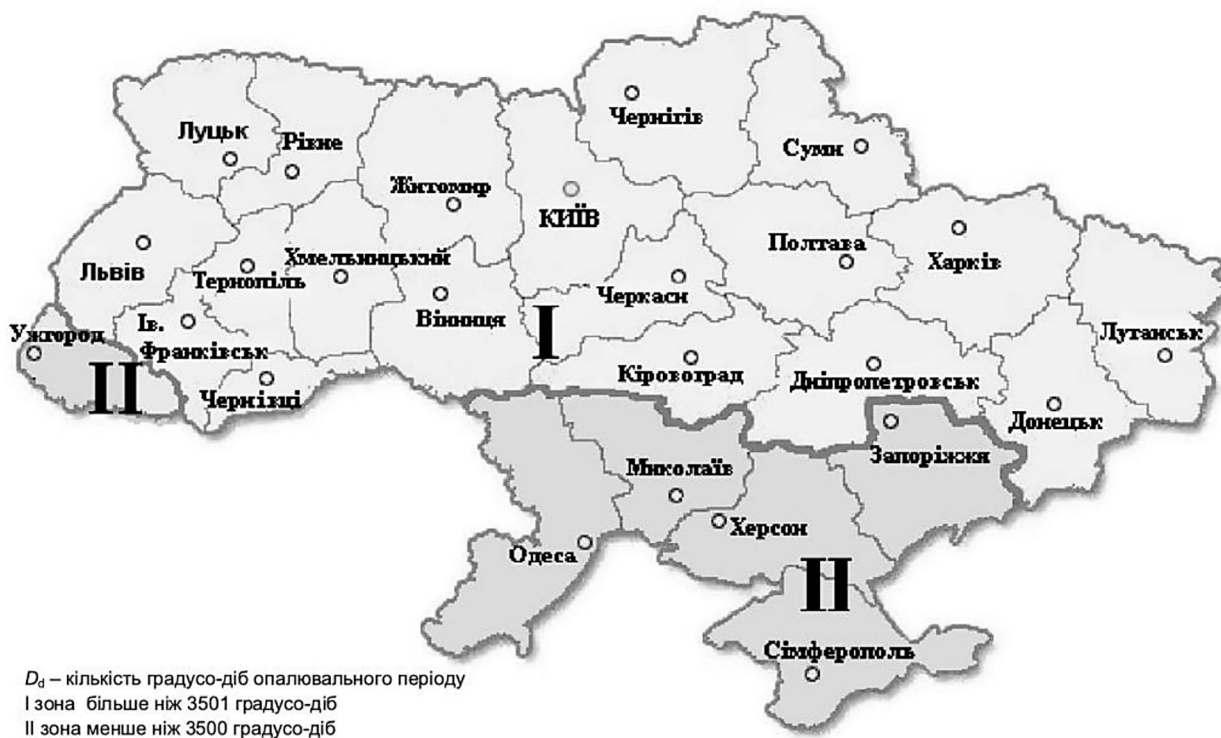 Чернігів
Луцьк
Рівне
Суми
Житомир
КИЇВ
Полтава
Харків
Львів
Тернопіль
Хмельницький
Черкаси
Вінниця
I
Ужгород
Ів.
Франківськ
Лутанськ
II
Чернівці
Кіровоград
Дніпропетровськ
Донецьк
Запоріжжя
Миколаїв
Херсон
Одеса
II
Сімферополь
Dd – кількість градусо-діб опалювального періоду
I зона більше ніж 3501 градусо-діб
II зона менше ніж 3500 градусо-діб